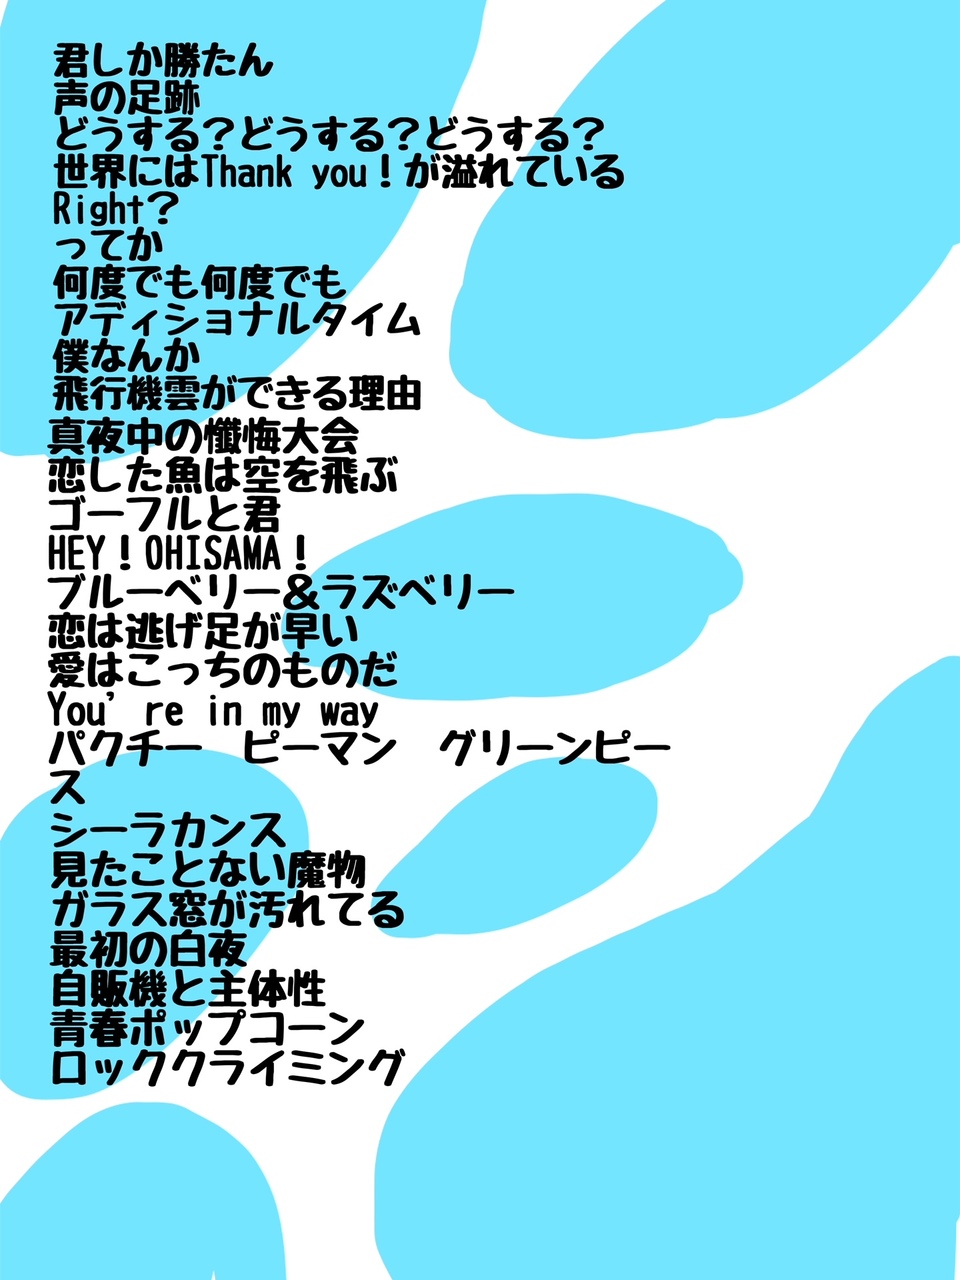 君しか勝たん
声の足跡
どうする？どうする？どうする？
世界にはThank you！が溢れている
Right？
ってか
何度でも何度でも
アディショナルタイム
僕なんか
飛行機雲ができる理由
真夜中の懺悔大会
恋した魚は空を飛ぶ
ゴーフルと君
HEY！OHISAMA！
ブルーベリー＆ラズベリー
恋は逃げ足が早い
愛はこっちのものだ
You’re in my way
パクチー　ピーマン　グリーンピー
ス
シーラカンス
見たことない魔物
ガラス窓が汚れてる
最初の白夜
自販機と主体性
青春ポップコーン
ロッククライミング